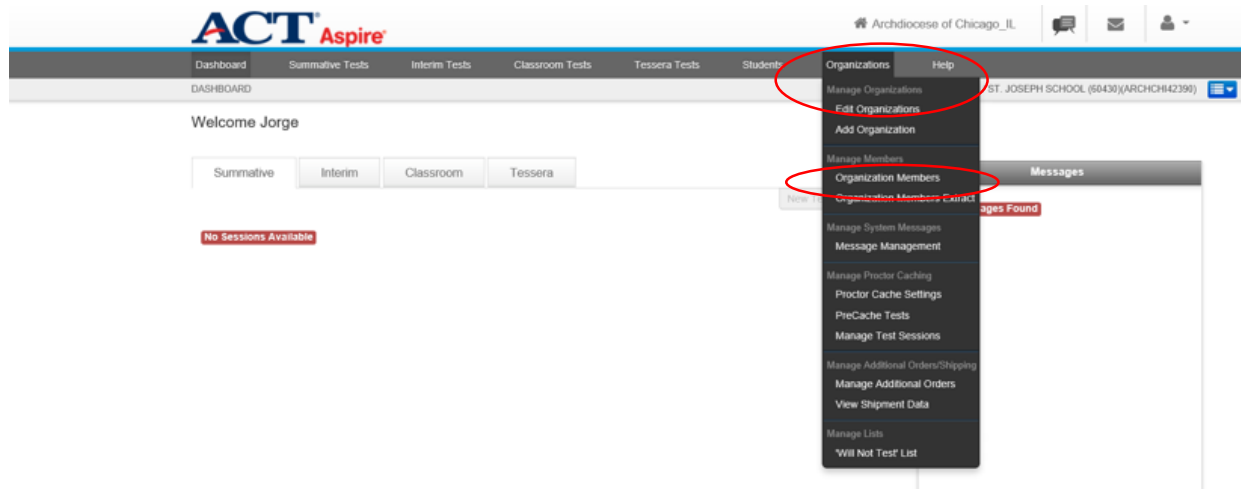 ACT Aspire
Archdiocese of Chicago_IL
Dashboard Summative Tests Interim Tests Classroom Tests Tessera Tests Students Organizations Help
DASHBOARD
ST. JOSEPH SCHOOL (60430)(ARCHCHI42390)
Welcome Jorge
Summative Interim Classroom Tessera
New Te
No Sessions Available
Manage Organizations
Edit Organizations
Add Organization
Manage Members
Organization Members
Organization Members Extract
Manage System Messages
Message Management
Manage Proctor Caching
Proctor Cache Settings
PreCache Tests
Manage Test Sessions
Manage Additional Orders/Shipping
Manage Additional Orders
View Shipment Data
Manage Lists
'Will Not Test' List
Messages
ages Found